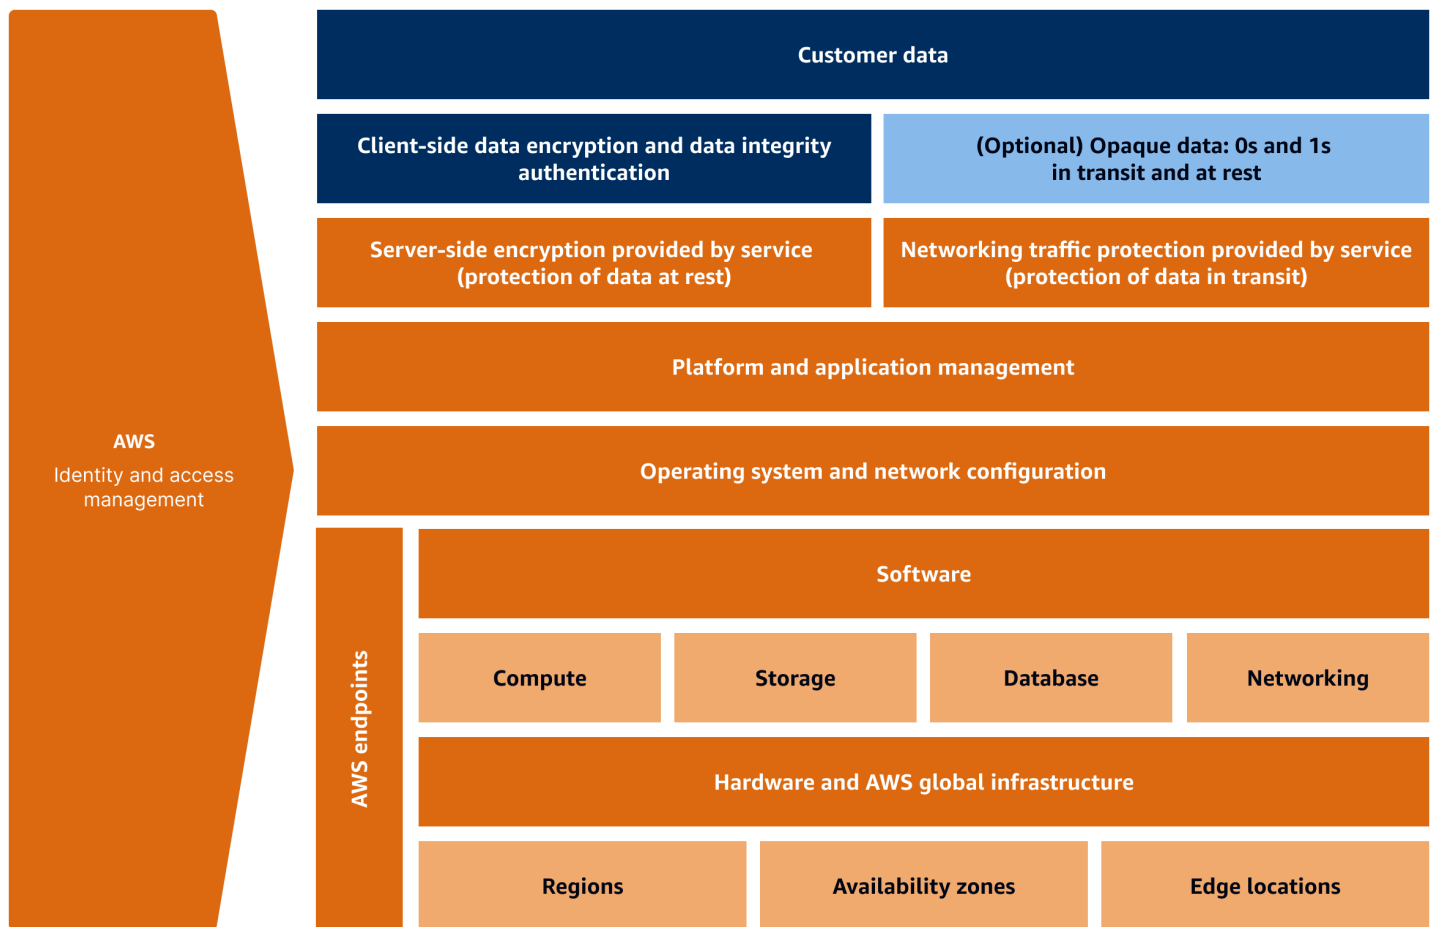 AWS
Identity and access
management
Customer data
Client-side data encryption and data integrity
authentication
(Optional) Opaque data: 0s and 1s
in transit and at rest
Server-side encryption provided by service
(protection of data at rest)
Networking traffic protection provided by service
(protection of data in transit)
Platform and application management
Operating system and network configuration
AWS endpoints
Software
Compute
Storage
Database
Networking
Hardware and AWS global infrastructure
Regions
Availability zones
Edge locations